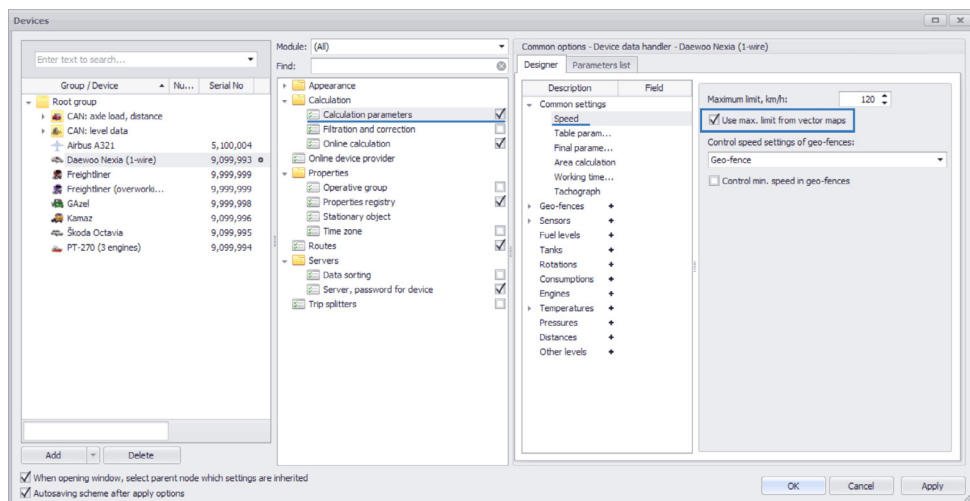 Devices
Enter text to search...
Group / Device Nu... Serial No
Root group
CAN: axle load, distance
CAN: level data
Airbus A321 5,100,004
Daewoo Nexia (1-wire) 9,099,993
Freightliner 9,999,999
Freightliner (overworki... 9,999,999
GAzel 9,999,998
Kamaz 9,099,996
Škoda Octavia 9,099,995
PT-270 (3 engines) 9,099,994
Add Delete
When opening window, select parent node which settings are inherited
Autosaving scheme after apply options
Module: (All)
Find:
Appearance
Calculation
Calculation parameters
Filtration and correction
Online calculation
Online device provider
Properties
Operative group
Properties registry
Stationary object
Time zone
Routes
Servers
Data sorting
Server, password for device
Trip splitters
Common options - Device data handler - Daewoo Nexia (1-wire)
Designer Parameters list
Description Field
Common settings
Speed
Table param...
Final parame...
Area calculation
Working time...
Tachograph
Geo-fences +
Sensors +
Fuel levels +
Tanks +
Rotations +
Consumptions +
Engines +
Temperatures +
Pressures +
Distances +
Other levels +
Maximum limit, km/h: 120
Use max. limit from vector maps
Control speed settings of geo-fences:
Geo-fence
Control min. speed in geo-fences
OK Cancel Apply